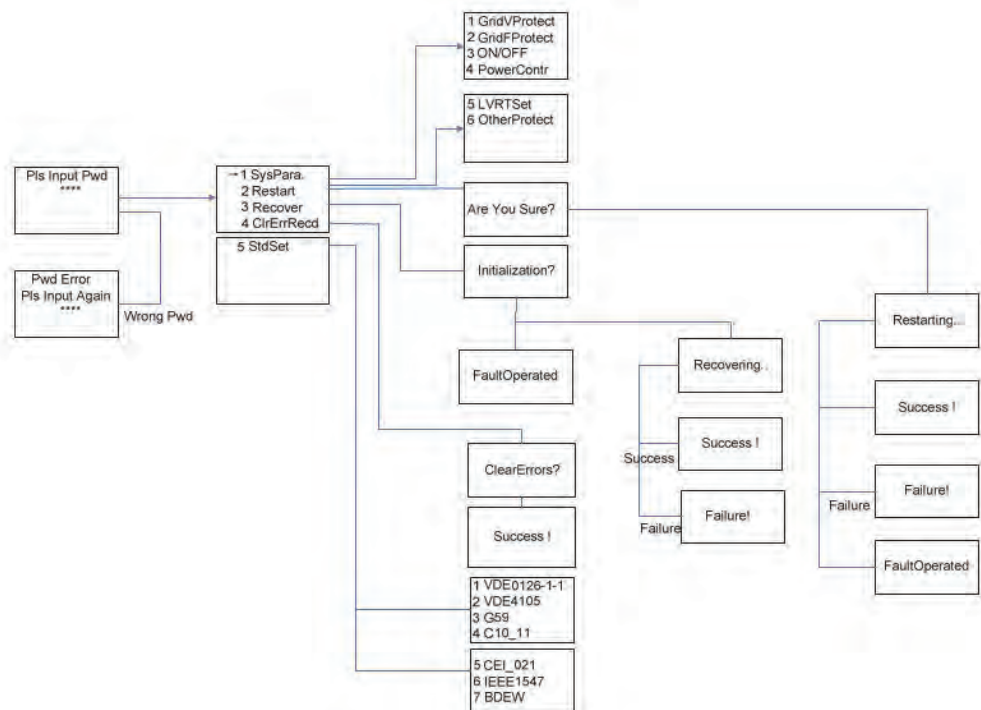 Pls Input Pwd
****
Pwd Error
Pls Input Again
****
Wrong Pwd
→1 SysPara.
2 Restart
3 Recover
4 ClrErrRecd
5 StdSet
1 GridVProtect
2 GridFProtect
3 ON/OFF
4 PowerContr
5 LVRTSet
6 OtherProtect
Are You Sure?
Initialization?
FaultOperated
Recovering..
Success
Success !
Failure
Failure!
Restarting...
Success !
Failure
Failure!
FaultOperated
ClearErrors?
Success !
1 VDE0126-1-1
2 VDE4105
3 G59
4 C10_11
5 CEI_021
6 IEEE1547
7 BDEW